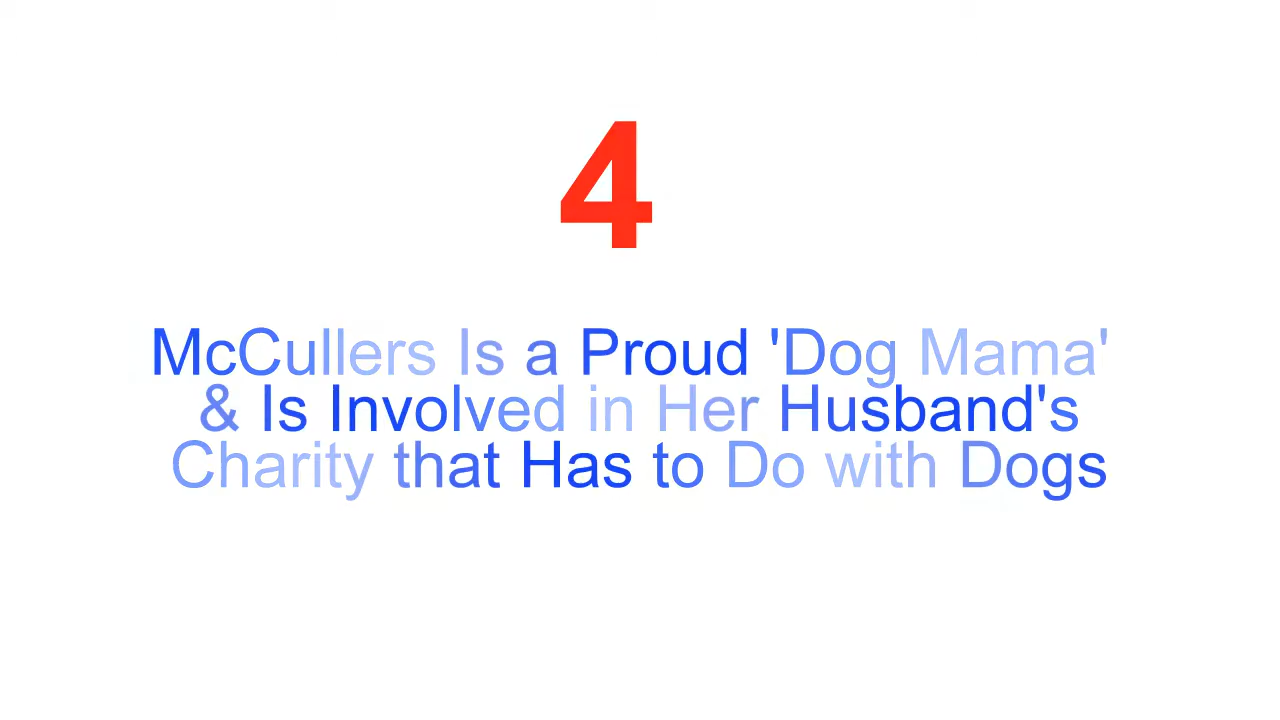 4
McCullers Is a Proud 'Dog Mama'
& Is Involved in Her Husband's
Charity that Has to Do with Dogs